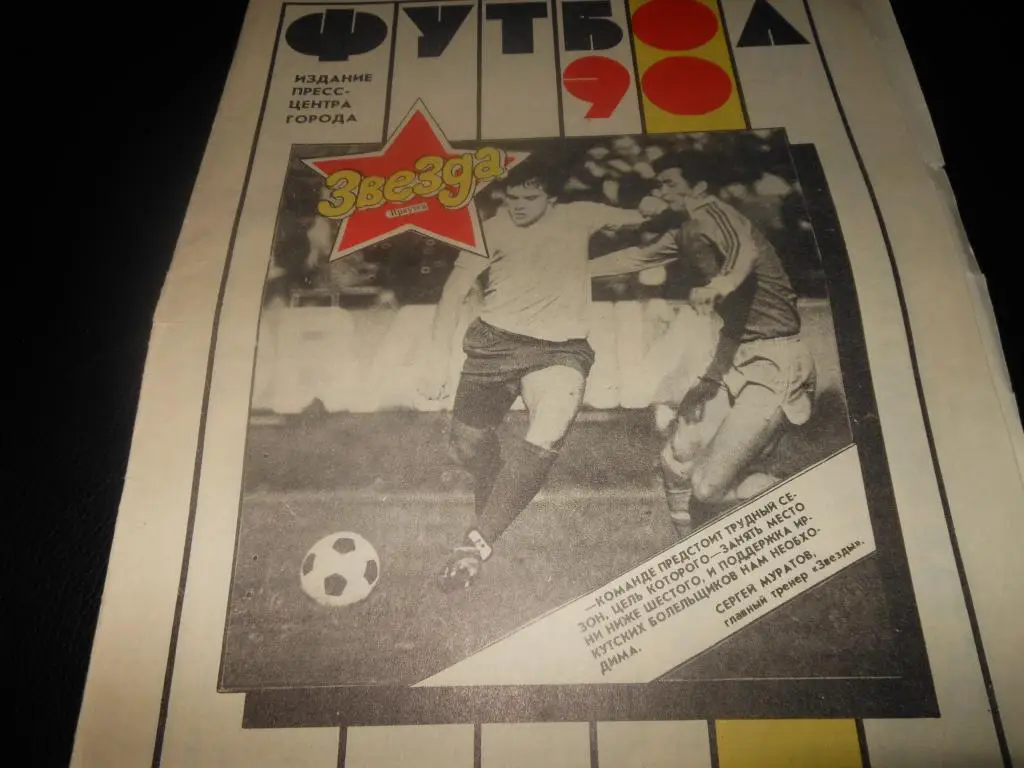 ФУТБОЛ
90
ИЗДАНИЕ
ПРЕСС-
ЦЕНТРА
ГОРОДА
Звезда
Иркутск
—КОМАНДЕ ПРЕДСТОИТ ТРУДНЫЙ СЕ-
ЗОН, ЦЕЛЬ КОТОРОГО—ЗАНЯТЬ МЕСТО
НИ НИЖЕ ШЕСТОГО, И ПОДДЕРЖКА ИР-
КУТСКИХ БОЛЕЛЬЩИКОВ НАМ НЕОБХО-
ДИМА.
СЕРГЕЙ МУРАТОВ,
главный тренер «Звезды».